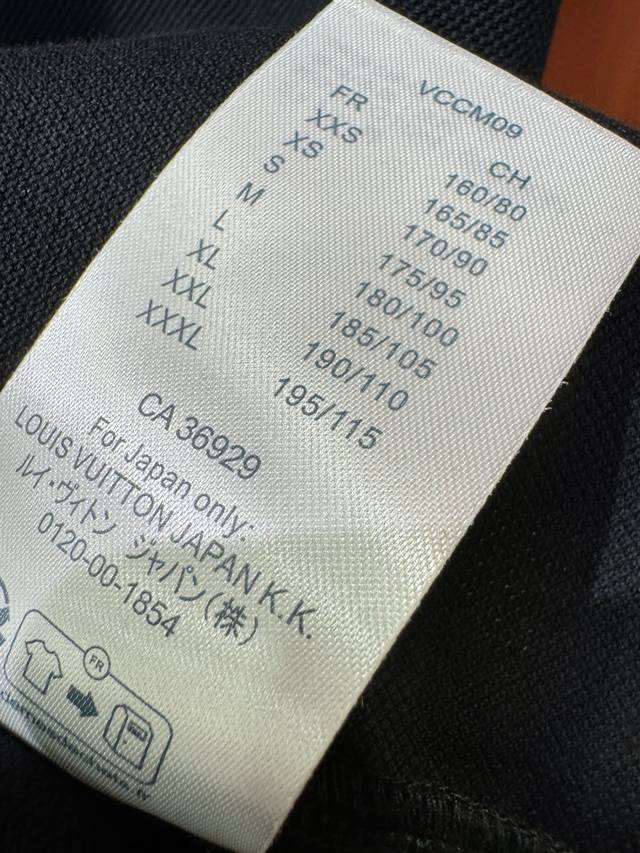 VCCM09
FR CH
XXS 160/80
XS 165/85
S 170/90
M 175/95
L 180/100
XL 185/105
XXL 190/110
XXXL 195/115
CA 36929
For Japan only:
LOUIS VUITTON JAPAN K.K.
ルイ・ヴィトン ジャパン(株)
0120-00-1854
FR